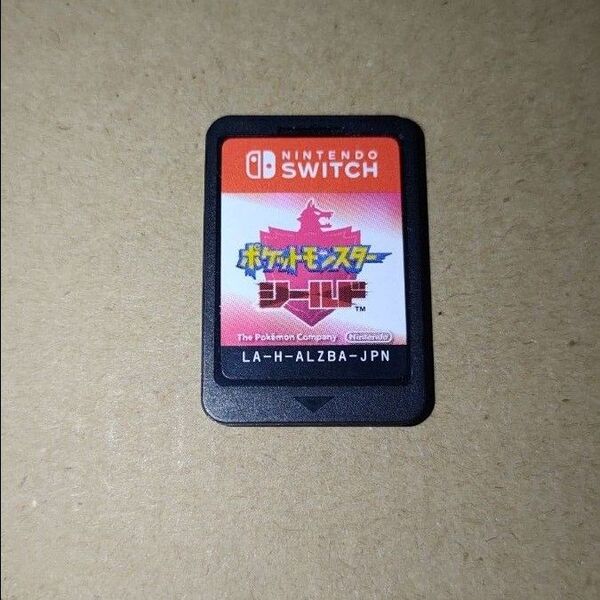 NINTENDO
SWITCH
ポケットモンスター
シールド
TM
The Pokémon Company Nintendo
LA-H-ALZBA-JPN